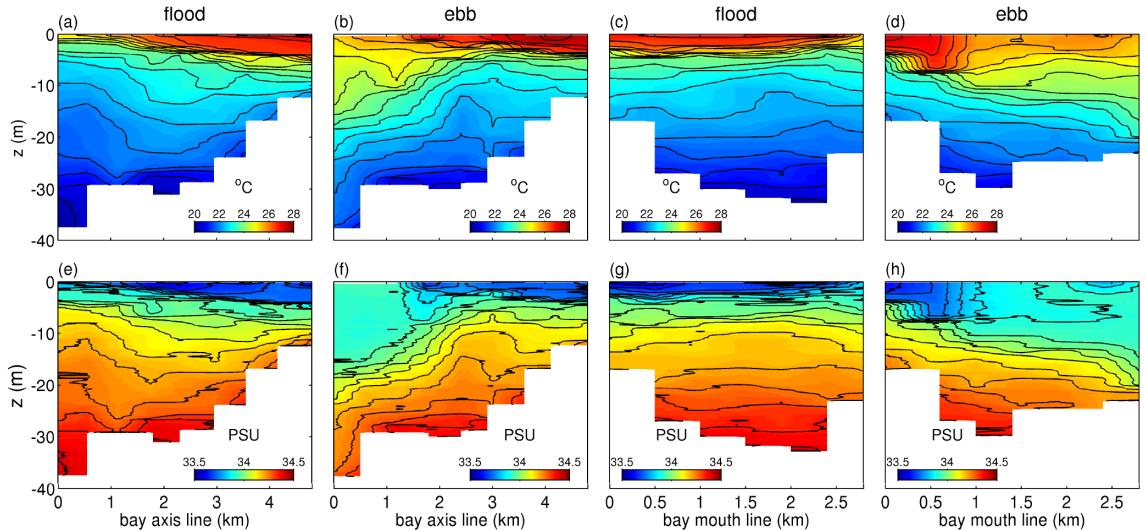 flood ebb flood ebb
(a) (b) (c) (d)
0
-10
-20
-30
-40
z (m)
°C °C °C °C
20 22 24 26 28 20 22 24 26 28 20 22 24 26 28 20 22 24 26 28
(e) (f) (g) (h)
0
-10
-20
-30
-40
z (m)
PSU PSU PSU PSU
33.5 34 34.5 33.5 34 34.5 33.5 34 34.5 33.5 34 34.5
0 1 2 3 4 0 1 2 3 4 0 0.5 1 1.5 2 2.5 0 0.5 1 1.5 2 2.5
bay axis line (km) bay axis line (km) bay mouth line (km) bay mouth line (km)